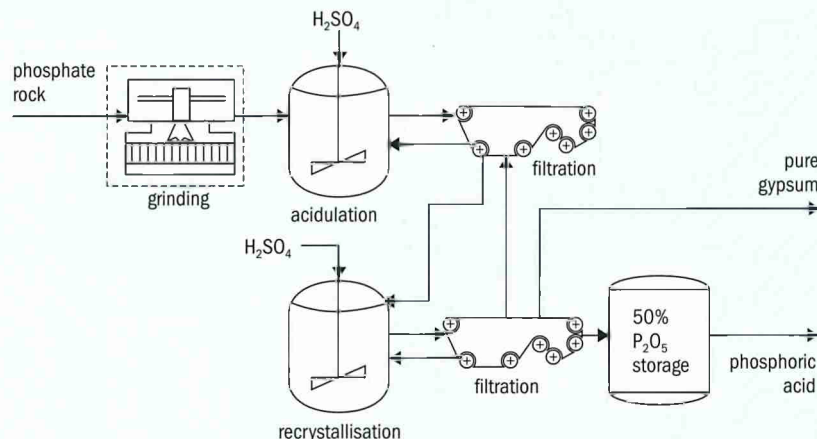 H₂SO₄
phosphate
rock
grinding
acidulation
filtration
pure
gypsum
H₂SO₄
50%
P₂O₅
storage
phosphoric
acid
filtration
recrystallisation